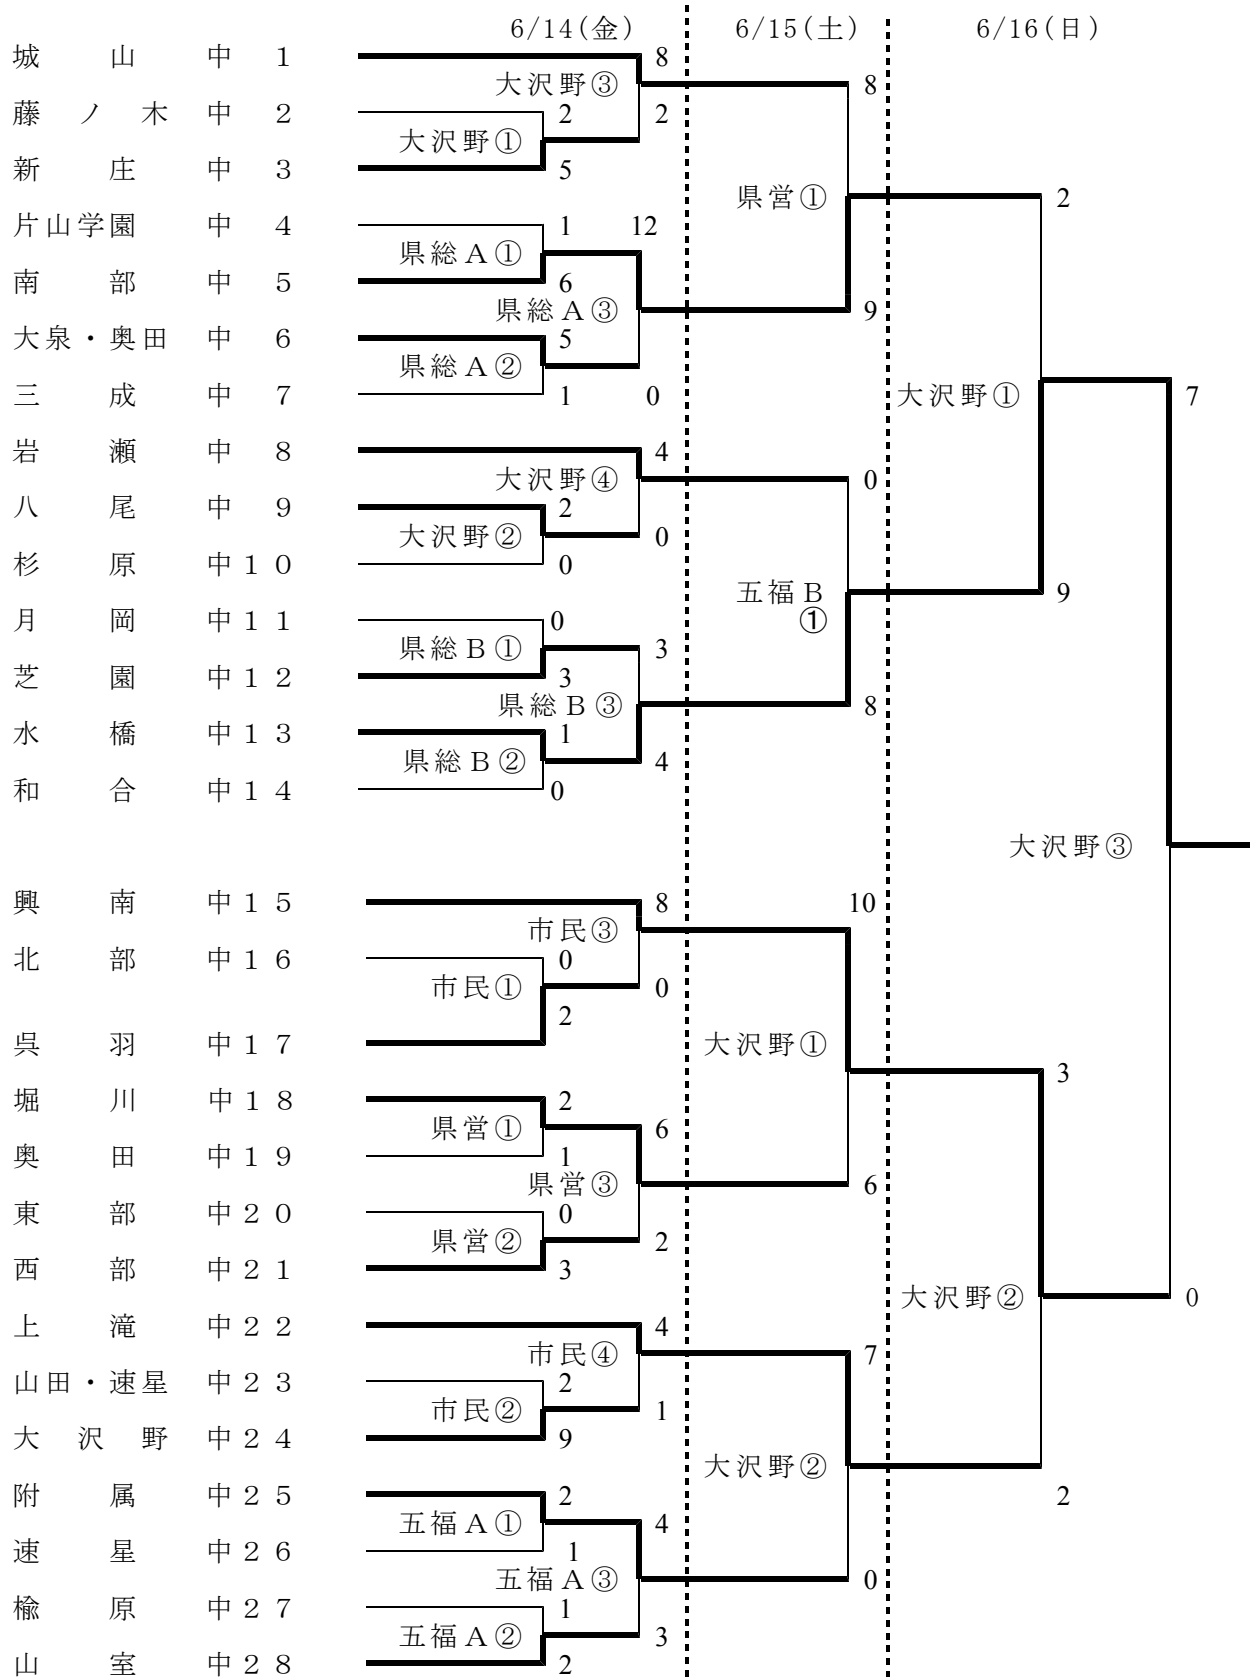 6/14(金) 6/15(土) 6/16(日)
城山中 1 8
大沢野③ 8
藤ノ木中 2 2 2
大沢野①
新庄中 3 5
県営① 2
片山学園中 4 1 12
県総A①
南部中 5 6
県総A③ 9
大泉・奥田中 6 5
県総A②
三成中 7 1 0 大沢野① 7
岩瀬中 8 4
大沢野④ 0
八尾中 9 2
大沢野② 0
杉原中10 0
五福B 9
①
月岡中11 0
県総B① 3
芝園中12 3
県総B③ 8
水橋中13 1
県総B② 4
和合中14 0
大沢野③
興南中15 8 10
市民③
北部中16 0
市民① 0
2
呉羽中17 大沢野①
3
堀川中18 2
県営① 6
奥田中19 1
県営③ 6
東部中20 0
県営② 2
西部中21 3
大沢野② 0
上滝中22 4
市民④ 7
山田・速星中23 2
市民② 1
大沢野中24 9
大沢野②
附属中25 2 2
五福A① 4
速星中26 1
五福A③ 0
楡原中27 1
五福A② 3
山室中28 2